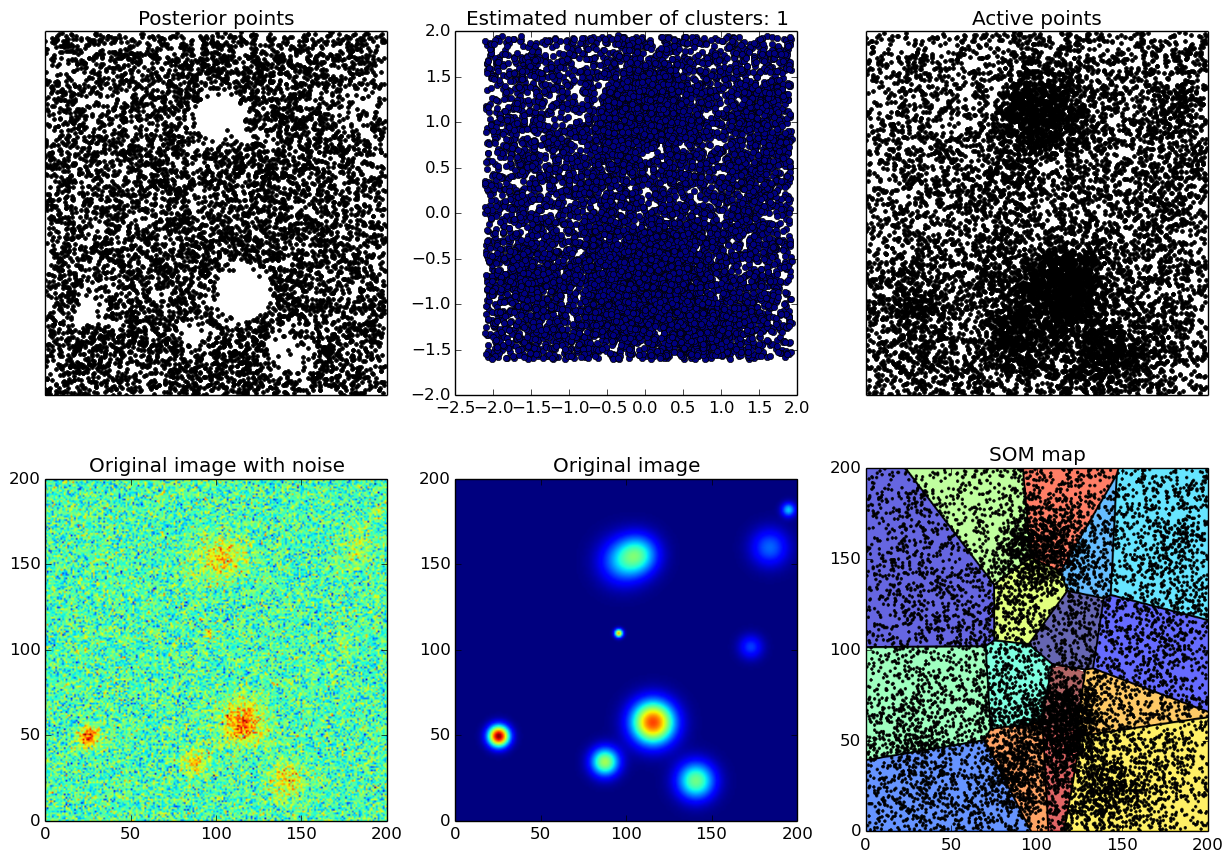 Posterior points
Estimated number of clusters: 1
Active points
2.0
1.5
1.0
0.5
0.0
−0.5
−1.0
−1.5
−2.0
−2.5 −2.0 −1.5 −1.0 −0.5 0.0 0.5 1.0 1.5 2.0
Original image with noise
Original image
SOM map
200
150
100
50
0
0 50 100 150 200
200
150
100
50
0
0 50 100 150 200
200
150
100
50
0
0 50 100 150 200